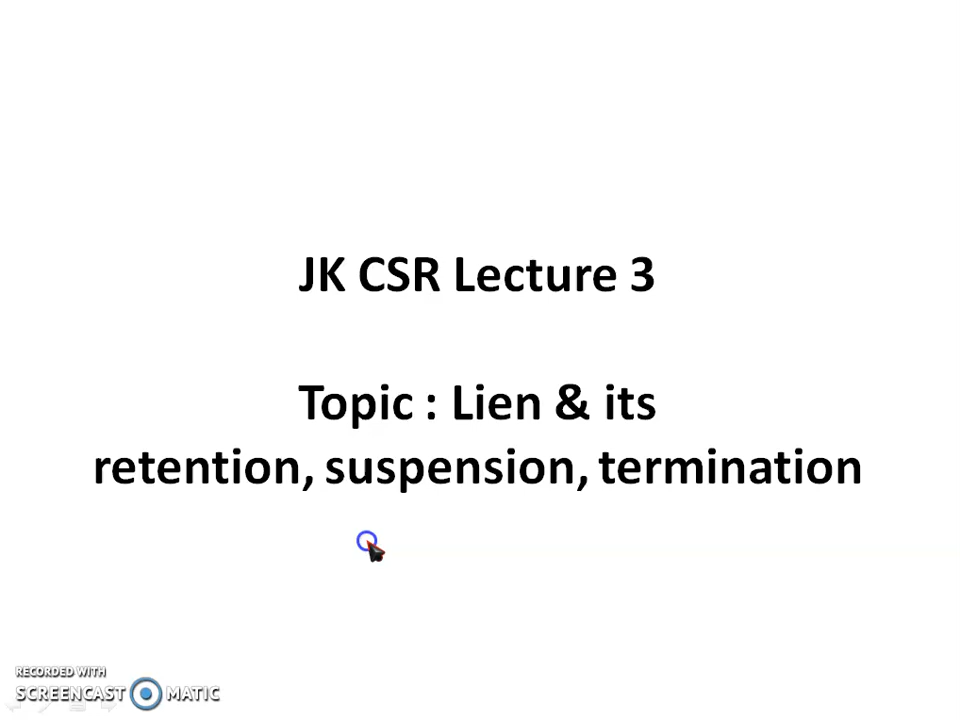 JK CSR Lecture 3
Topic : Lien & its
retention, suspension, termination
RECORDED WITH
SCREENCAST MATIC